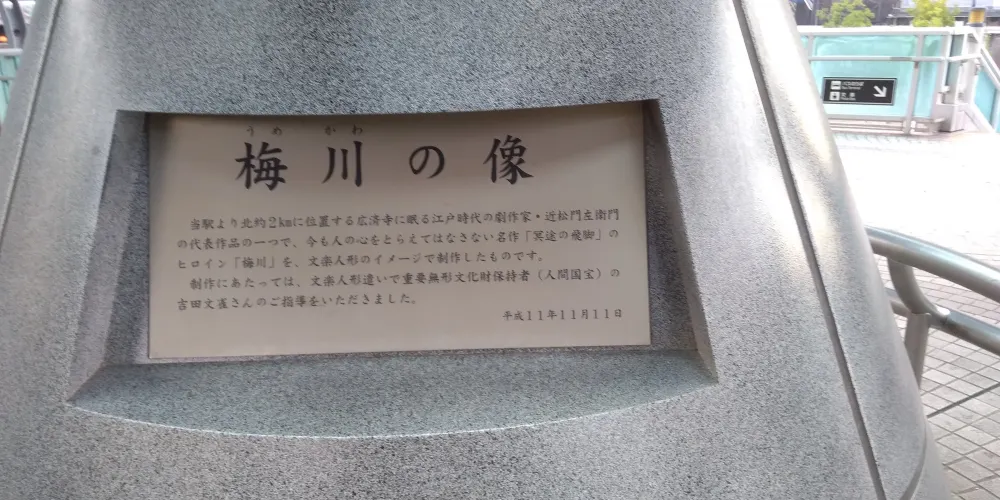 うめ かわ
梅川の像
当駅より北約2kmに位置する広済寺に眠る江戸時代の劇作家・近松門左衛門
の代表作品の一つで、今も人の心をとらえてはなさない名作「冥途の飛脚」の
ヒロイン「梅川」を、文楽人形のイメージで制作したものです。
制作にあたっては、文楽人形遣いで重要無形文化財保持者（人間国宝）の
吉田文雀さんのご指導をいただきました。
平成11年11月11日